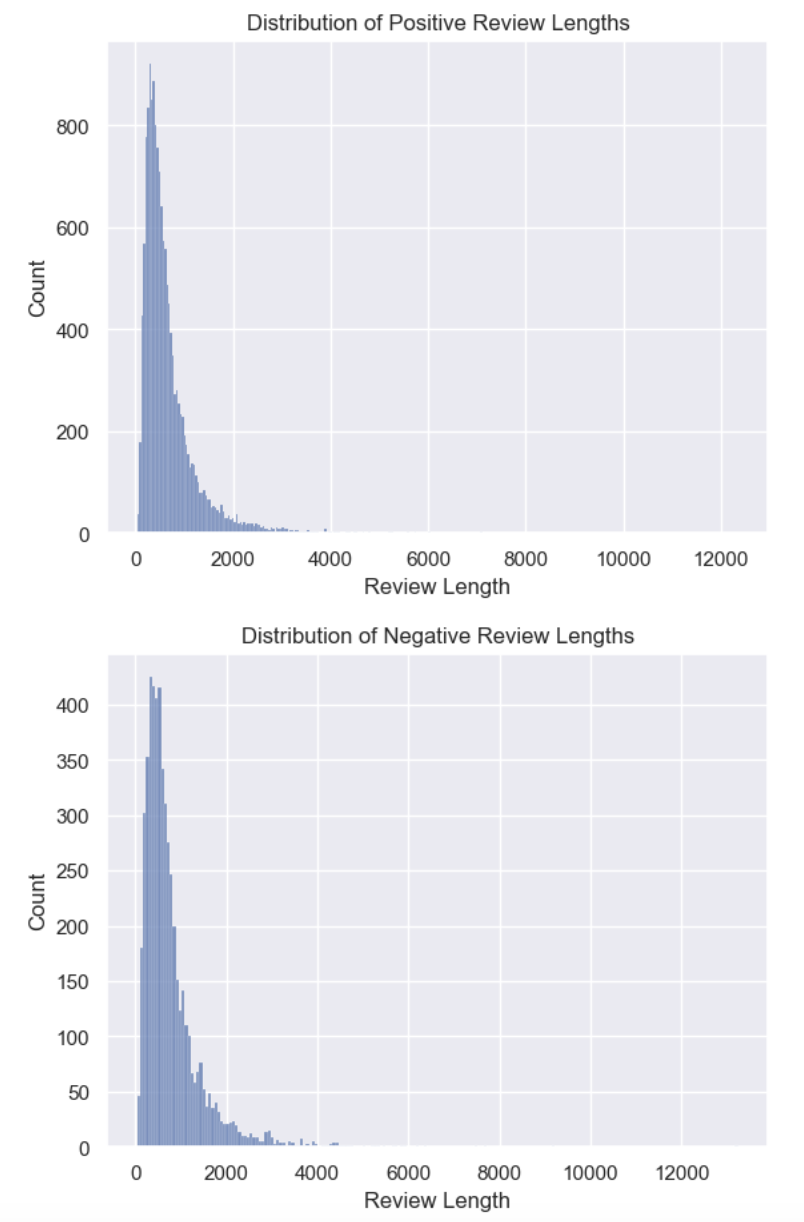 Distribution of Positive Review Lengths
800
600
400
200
0
Count
0 2000 4000 6000 8000 10000 12000
Review Length
Distribution of Negative Review Lengths
400
350
300
250
200
150
100
50
0
Count
0 2000 4000 6000 8000 10000 12000
Review Length